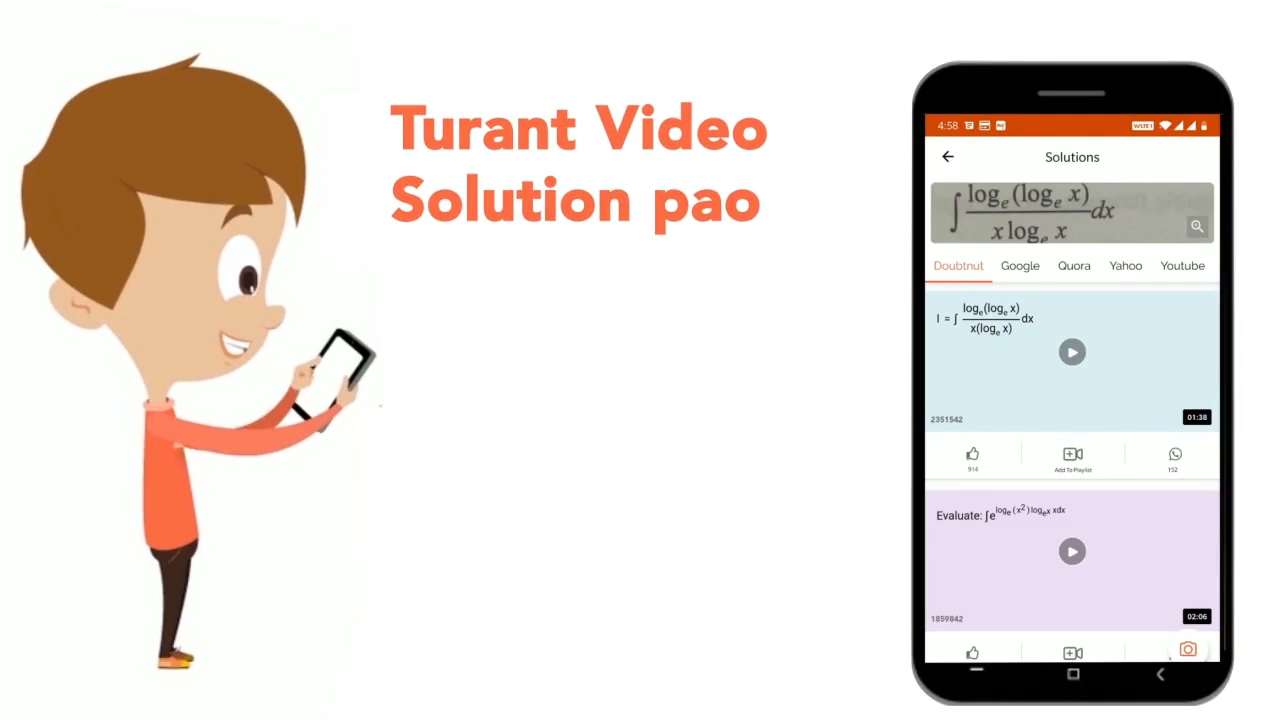 Turant Video
Solution pao
4:58
VoLTE1
Solutions
∫ logₑ(logₑ x) / x logₑ x dx
Doubtnut Google Quora Yahoo Youtube
I = ∫ logₑ(logₑ x) / x(logₑ x) dx
2351542 01:38
914 Add To Playlist 152
Evaluate: ∫e^logₑ(x²)logₑx xdx
1859842 02:06